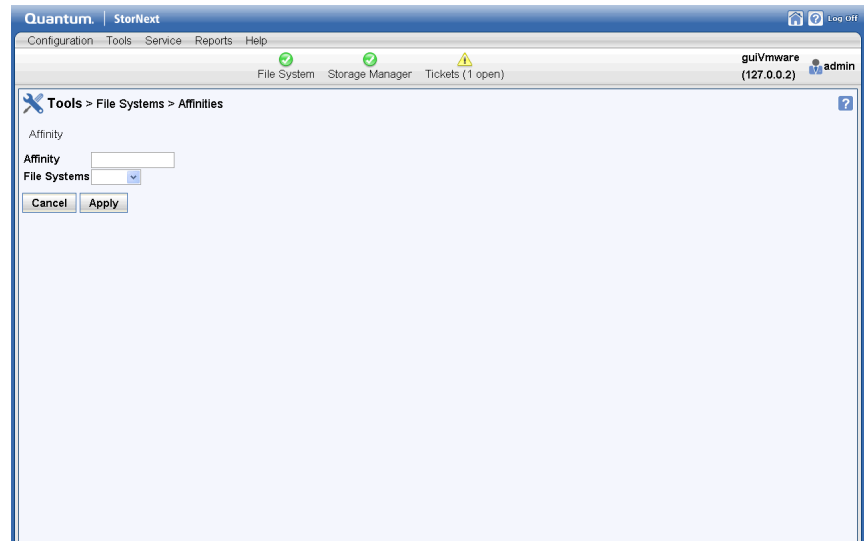 Quantum. StorNext
Log Off
Configuration Tools Service Reports Help
File System Storage Manager Tickets (1 open)
guiVmware
(127.0.0.2)
admin
Tools > File Systems > Affinities
?
Affinity
Affinity
File Systems
Cancel Apply